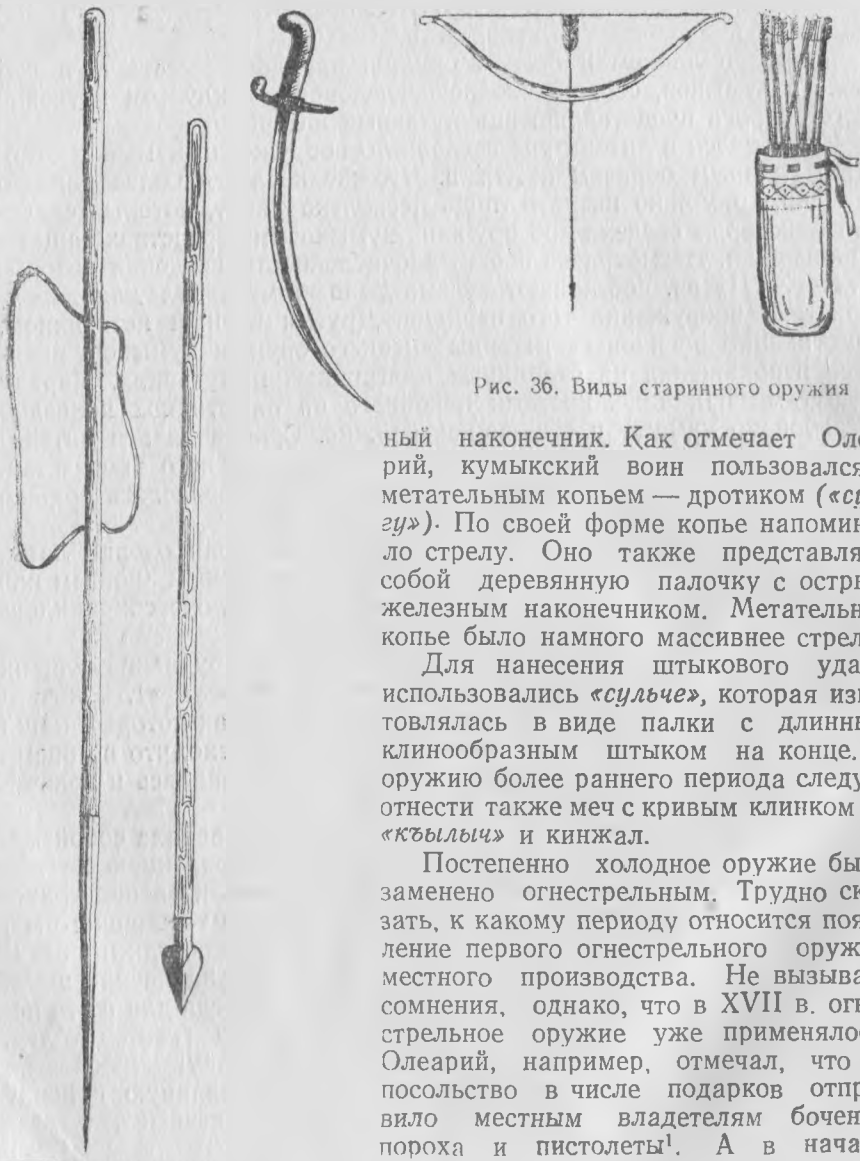 Рис. 36. Виды старинного оружия
ный наконечник. Как отмечает Оле
рий, кумыкский воин пользовался
метательным копьем — дротиком («сю
гу»). По своей форме копье напомин
ло стрелу. Оно также представля
собой деревянную палочку с остры
железным наконечником. Метательн
копье было намного массивнее стрел
Для нанесения штыкового уда
использовались «сульче», которая изг
товлялась в виде палки с длинны
клинообразным штыком на конце.
оружию более раннего периода следу
отнести также меч с кривым клинком
«къылыч» и кинжал.
Постепенно холодное оружие бы
заменено огнестрельным. Трудно ск
зать, к какому периоду относится появ
ление первого огнестрельного оруж
местного производства. Не вызыва
сомнения, однако, что в XVII в. огн
стрельное оружие уже применялос
Олеарий, например, отмечал, что
посольство в числе подарков отпр
вило местным владетелям бочен
пороха и пистолеты¹. А в нача